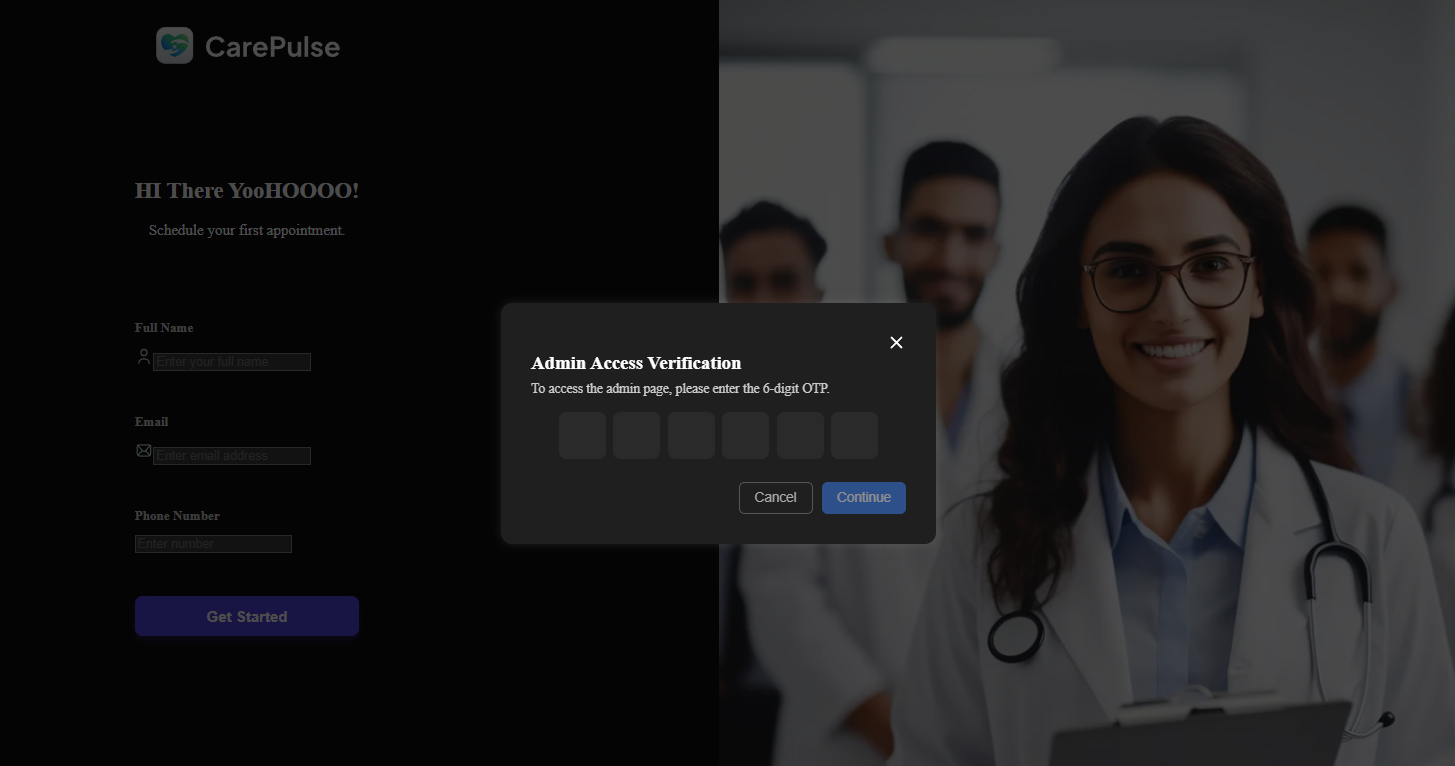 CarePulse
HI There YooHOOOO!
Schedule your first appointment.
Full Name
Enter your full name
Email
Enter email address
Phone Number
Enter number
Get Started
Admin Access Verification
To access the admin page, please enter the 6-digit OTP.
Cancel
Continue